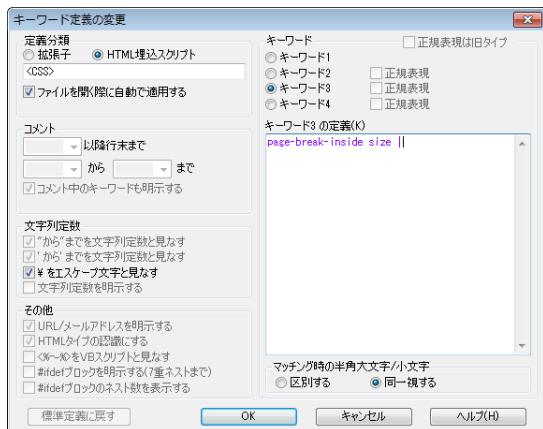 キーワード定義の変更
定義分類
拡張子 HTML埋込スクリプト
<CSS>
ファイルを開く際に自動で適用する
コメント
以降行末まで
から まで
コメント中のキーワードも明示する
文字列定数
"から"までを文字列定数と見なす
'から'までを文字列定数と見なす
¥をエスケープ文字と見なす
文字列定数を明示する
その他
URL/メールアドレスを明示する
HTMLタイプの認識にする
<%~%>をVBスクリプトと見なす
#ifdefブロックを明示する(7重ネストまで)
#ifdefブロックのネスト数を表示する
キーワード 正規表現は旧タイプ
キーワード1
キーワード2 正規表現
キーワード3 正規表現
キーワード4 正規表現
キーワード3 の定義(K)
page-break-inside size ||
マッチング時の半角大文字/小文字
区別する 同一視する
標準定義に戻す OK キャンセル ヘルプ(H)